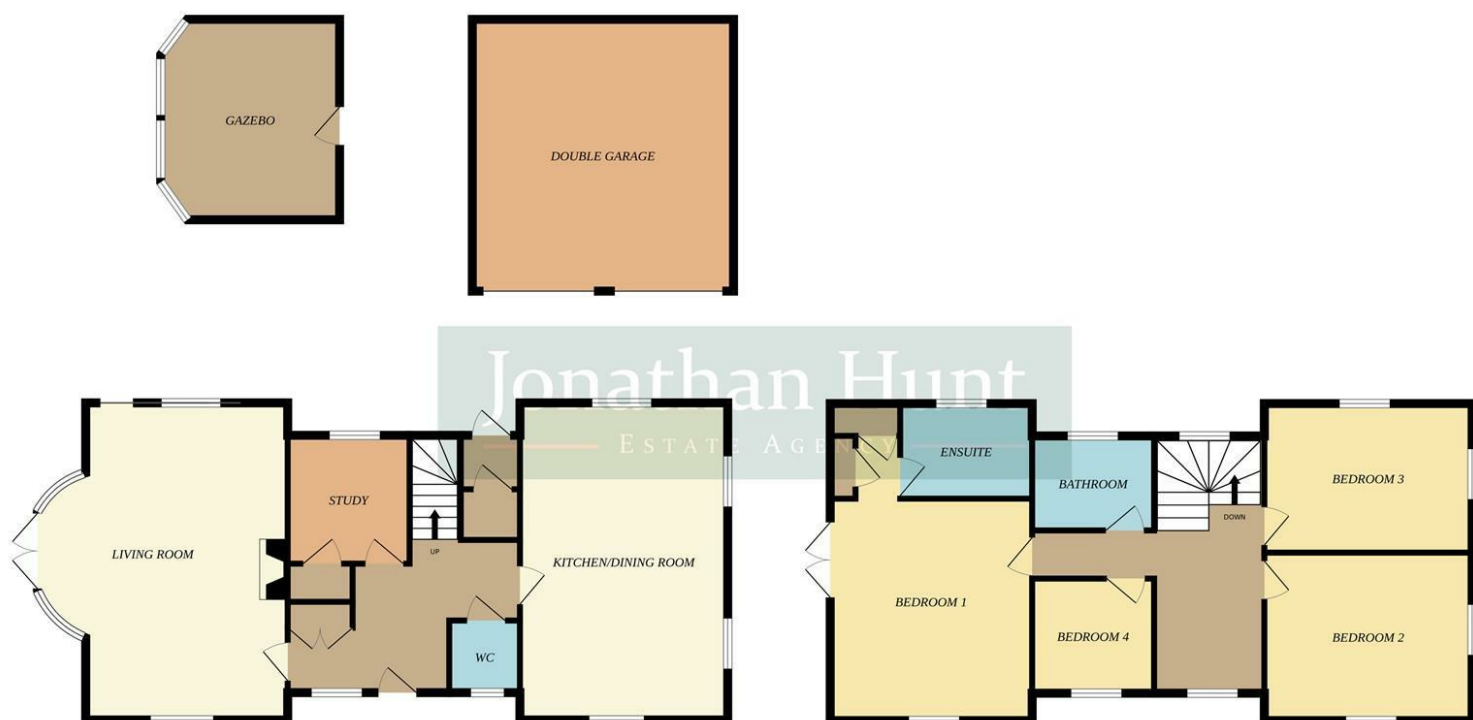 GAZEBO
DOUBLE GARAGE
Jonathan Hunt
ESTATE AGENCY
LIVING ROOM
STUDY
UP
KITCHEN/DINING ROOM
WC
ENSUITE
BATHROOM
DOWN
BEDROOM 3
BEDROOM 1
BEDROOM 4
BEDROOM 2